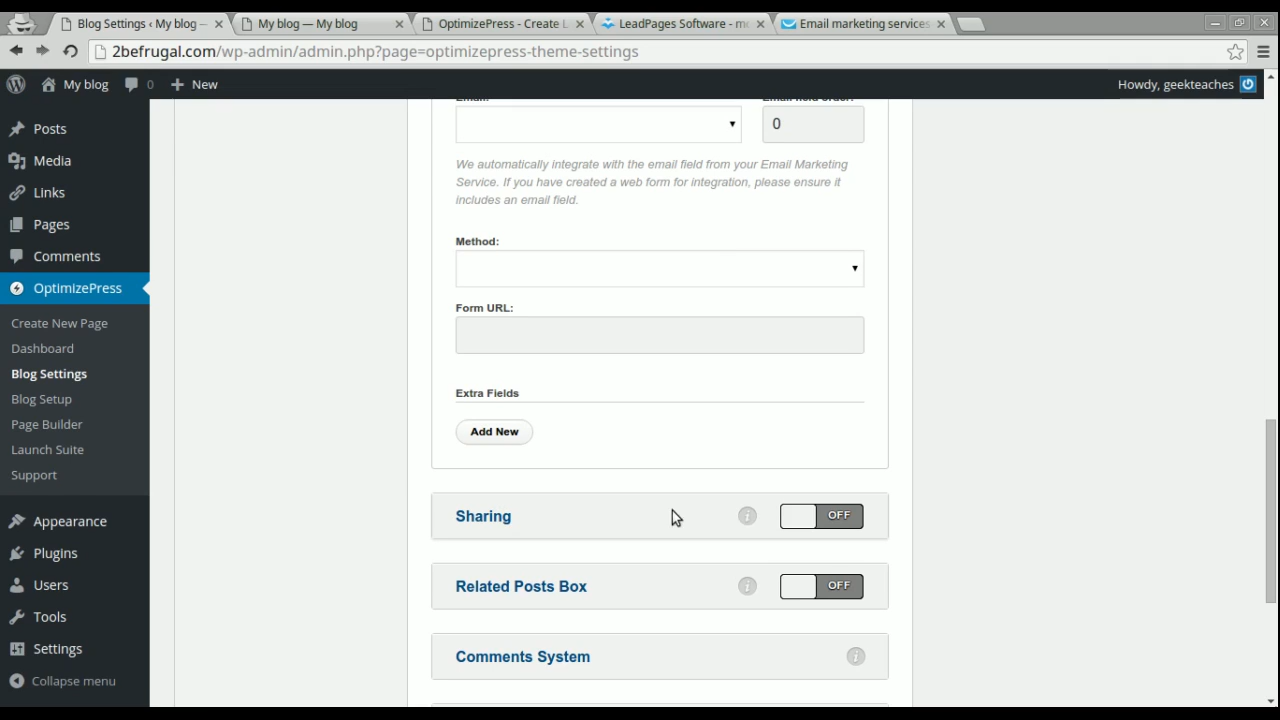 Blog Settings ‹ My blog —
My blog — My blog
OptimizePress - Create L
LeadPages Software - mo
Email marketing services
2befrugal.com/wp-admin/admin.php?page=optimizepress-theme-settings
My blog
0
New
Howdy, geekteaches
Posts
Media
Links
Pages
Comments
OptimizePress
Create New Page
Dashboard
Blog Settings
Blog Setup
Page Builder
Launch Suite
Support
Appearance
Plugins
Users
Tools
Settings
Collapse menu
Email:
Email field order:
0
We automatically integrate with the email field from your Email Marketing
Service. If you have created a web form for integration, please ensure it
includes an email field.
Method:
Form URL:
Extra Fields
Add New
Sharing
OFF
Related Posts Box
OFF
Comments System